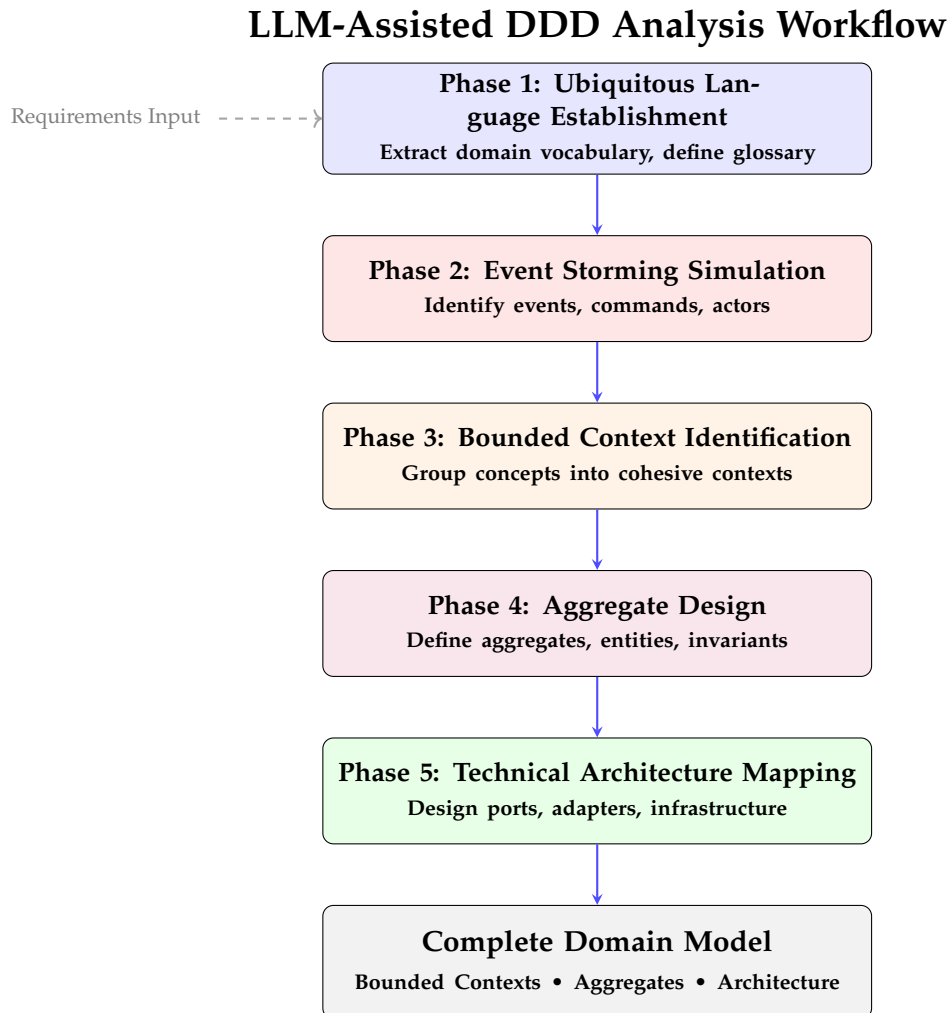 LLM-Assisted DDD Analysis Workflow
Phase 1: Ubiquitous Lan-
guage Establishment
Extract domain vocabulary, define glossary
Requirements Input
Phase 2: Event Storming Simulation
Identify events, commands, actors
Phase 3: Bounded Context Identification
Group concepts into cohesive contexts
Phase 4: Aggregate Design
Define aggregates, entities, invariants
Phase 5: Technical Architecture Mapping
Design ports, adapters, infrastructure
Complete Domain Model
Bounded Contexts • Aggregates • Architecture